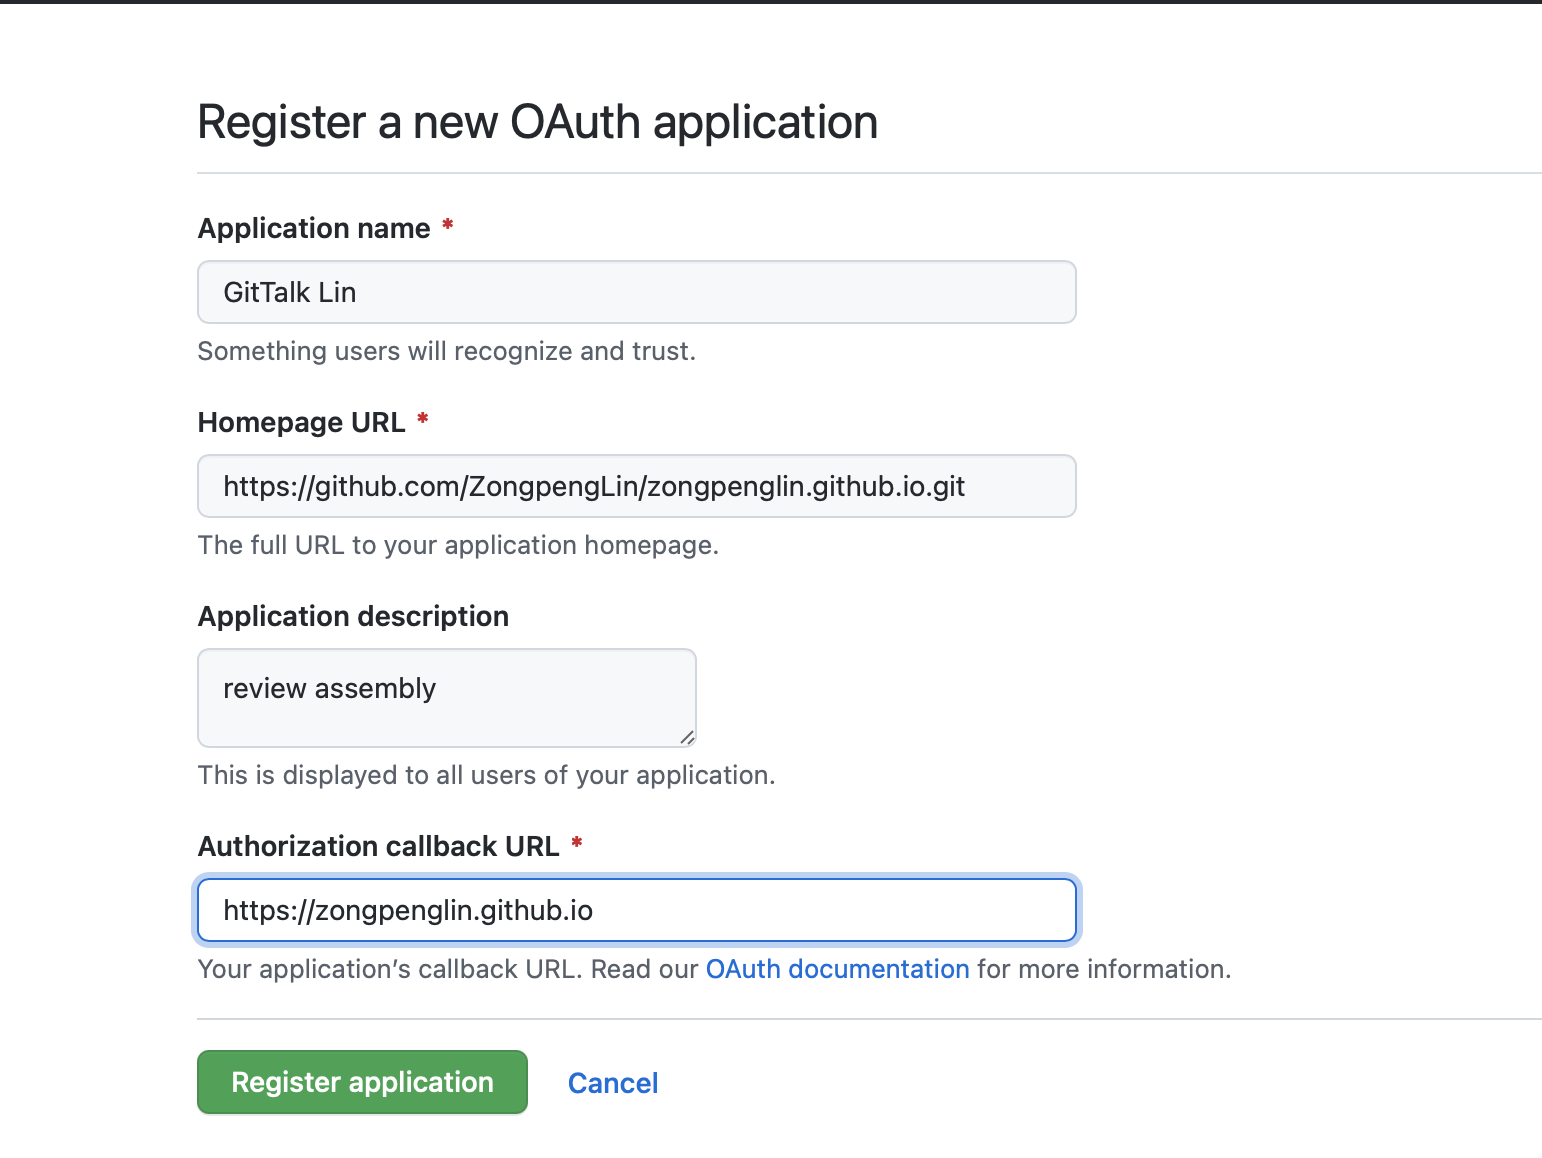 Register a new OAuth application
Application name *
GitTalk Lin
Something users will recognize and trust.
Homepage URL *
https://github.com/ZongpengLin/zongpenglin.github.io.git
The full URL to your application homepage.
Application description
review assembly
This is displayed to all users of your application.
Authorization callback URL *
https://zongpenglin.github.io
Your application’s callback URL. Read our OAuth documentation for more information.
Register application Cancel